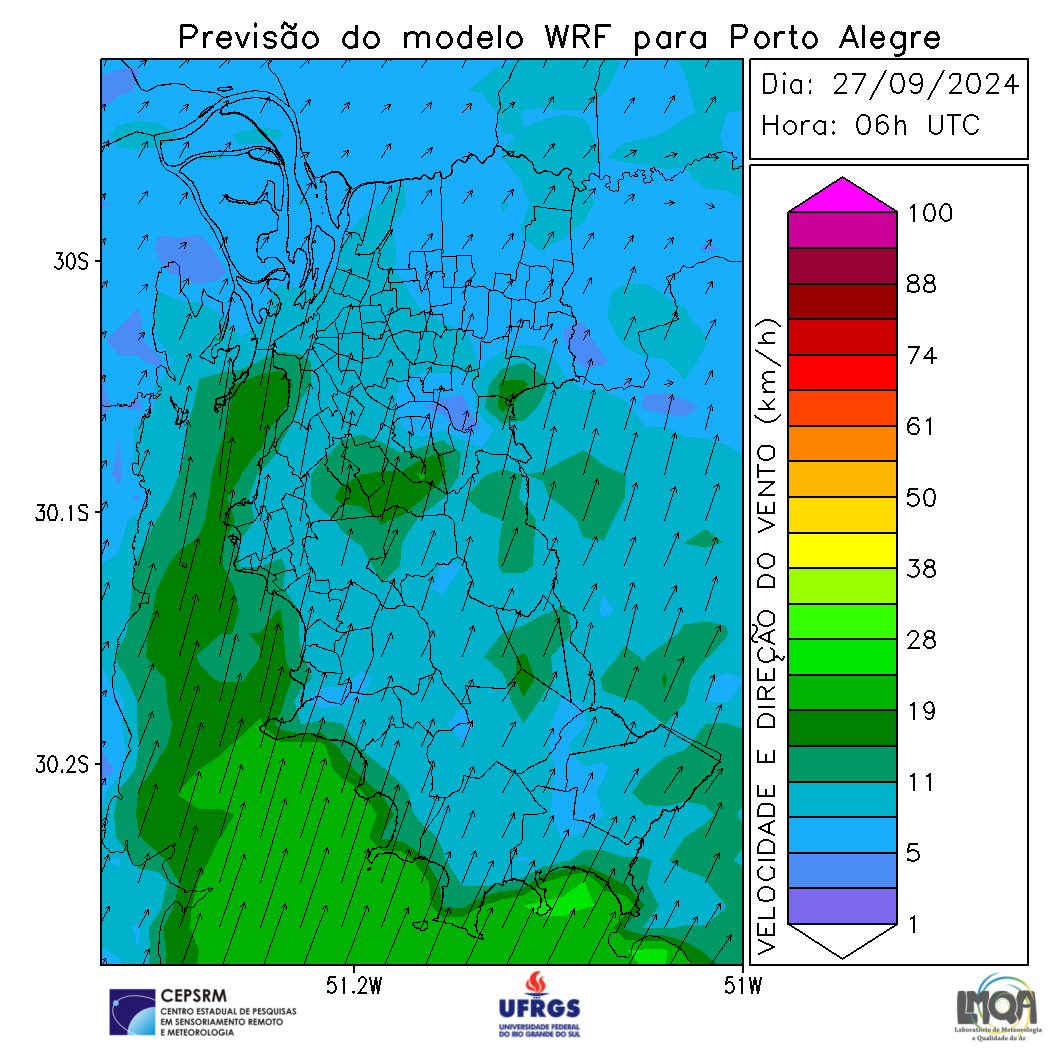 Previsão do modelo WRF para Porto Alegre
Dia: 27/09/2024
Hora: 06h UTC
30S
30.1S
30.2S
51.2W
51W
VELOCIDADE E DIREÇÃO DO VENTO (km/h)
100
88
74
61
50
38
28
19
11
5
1
CEPSRM
CENTRO ESTADUAL DE PESQUISAS
EM SENSORIAMENTO REMOTO
E METEOROLOGIA
UFRGS
UNIVERSIDADE FEDERAL
DO RIO GRANDE DO SUL
LMQA
Laboratório de Meteorologia
e Qualidade do Ar